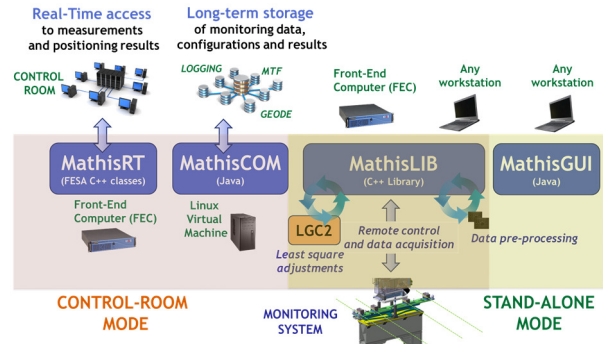 Real-Time access
to measurements
and positioning results
Long-term storage
of monitoring data,
configurations and results
CONTROL
ROOM
LOGGING
MTF
GEODE
Front-End
Computer (FEC)
Any
workstation
Any
workstation
MathisRT
(FESA C++ classes)
MathisCOM
(Java)
MathisLIB
(C++ Library)
MathisGUI
(Java)
Front-End
Computer (FEC)
Linux
Virtual
Machine
LGC2
Least square
adjustments
Remote control
and data acquisition
Data pre-processing
CONTROL-ROOM
MODE
MONITORING
SYSTEM
STAND-ALONE
MODE